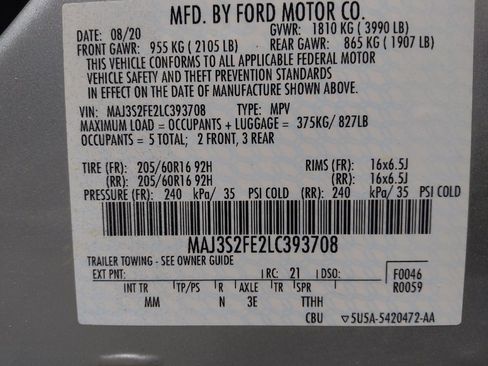 MFD. BY FORD MOTOR CO.
DATE: 08/20 GVWR: 1810 KG ( 3990 LB)
FRONT GAWR: 955 KG ( 2105 LB) REAR GAWR: 865 KG ( 1907 LB)
THIS VEHICLE CONFORMS TO ALL APPLICABLE FEDERAL MOTOR
VEHICLE SAFETY AND THEFT PREVENTION STANDARDS
IN EFFECT ON THE DATE OF MANUFACTURE SHOWN ABOVE.
VIN: MAJ3S2FE2LC393708 TYPE: MPV
MAXIMUM LOAD = OCCUPANTS + LUGGAGE = 375KG/ 827LB
OCCUPANTS = 5 TOTAL; 2 FRONT, 3 REAR
TIRE (FR): 205/60R16 92H RIMS (FR): 16x6.5J
(RR): 205/60R16 92H (RR): 16x6.5J
PRESSURE (FR): 240 kPa/ 35 PSI COLD (RR): 240 kPa/ 35 PSI COLD
MAJ3S2FE2LC393708
TRAILER TOWING - SEE OWNER GUIDE
EXT PNT: RC: 21 DSO: F0046
INT TR TP/PS R AXLE TR SPR R0059
MM N 3E TTHH
CBU ▽5U5A-5420472-AA